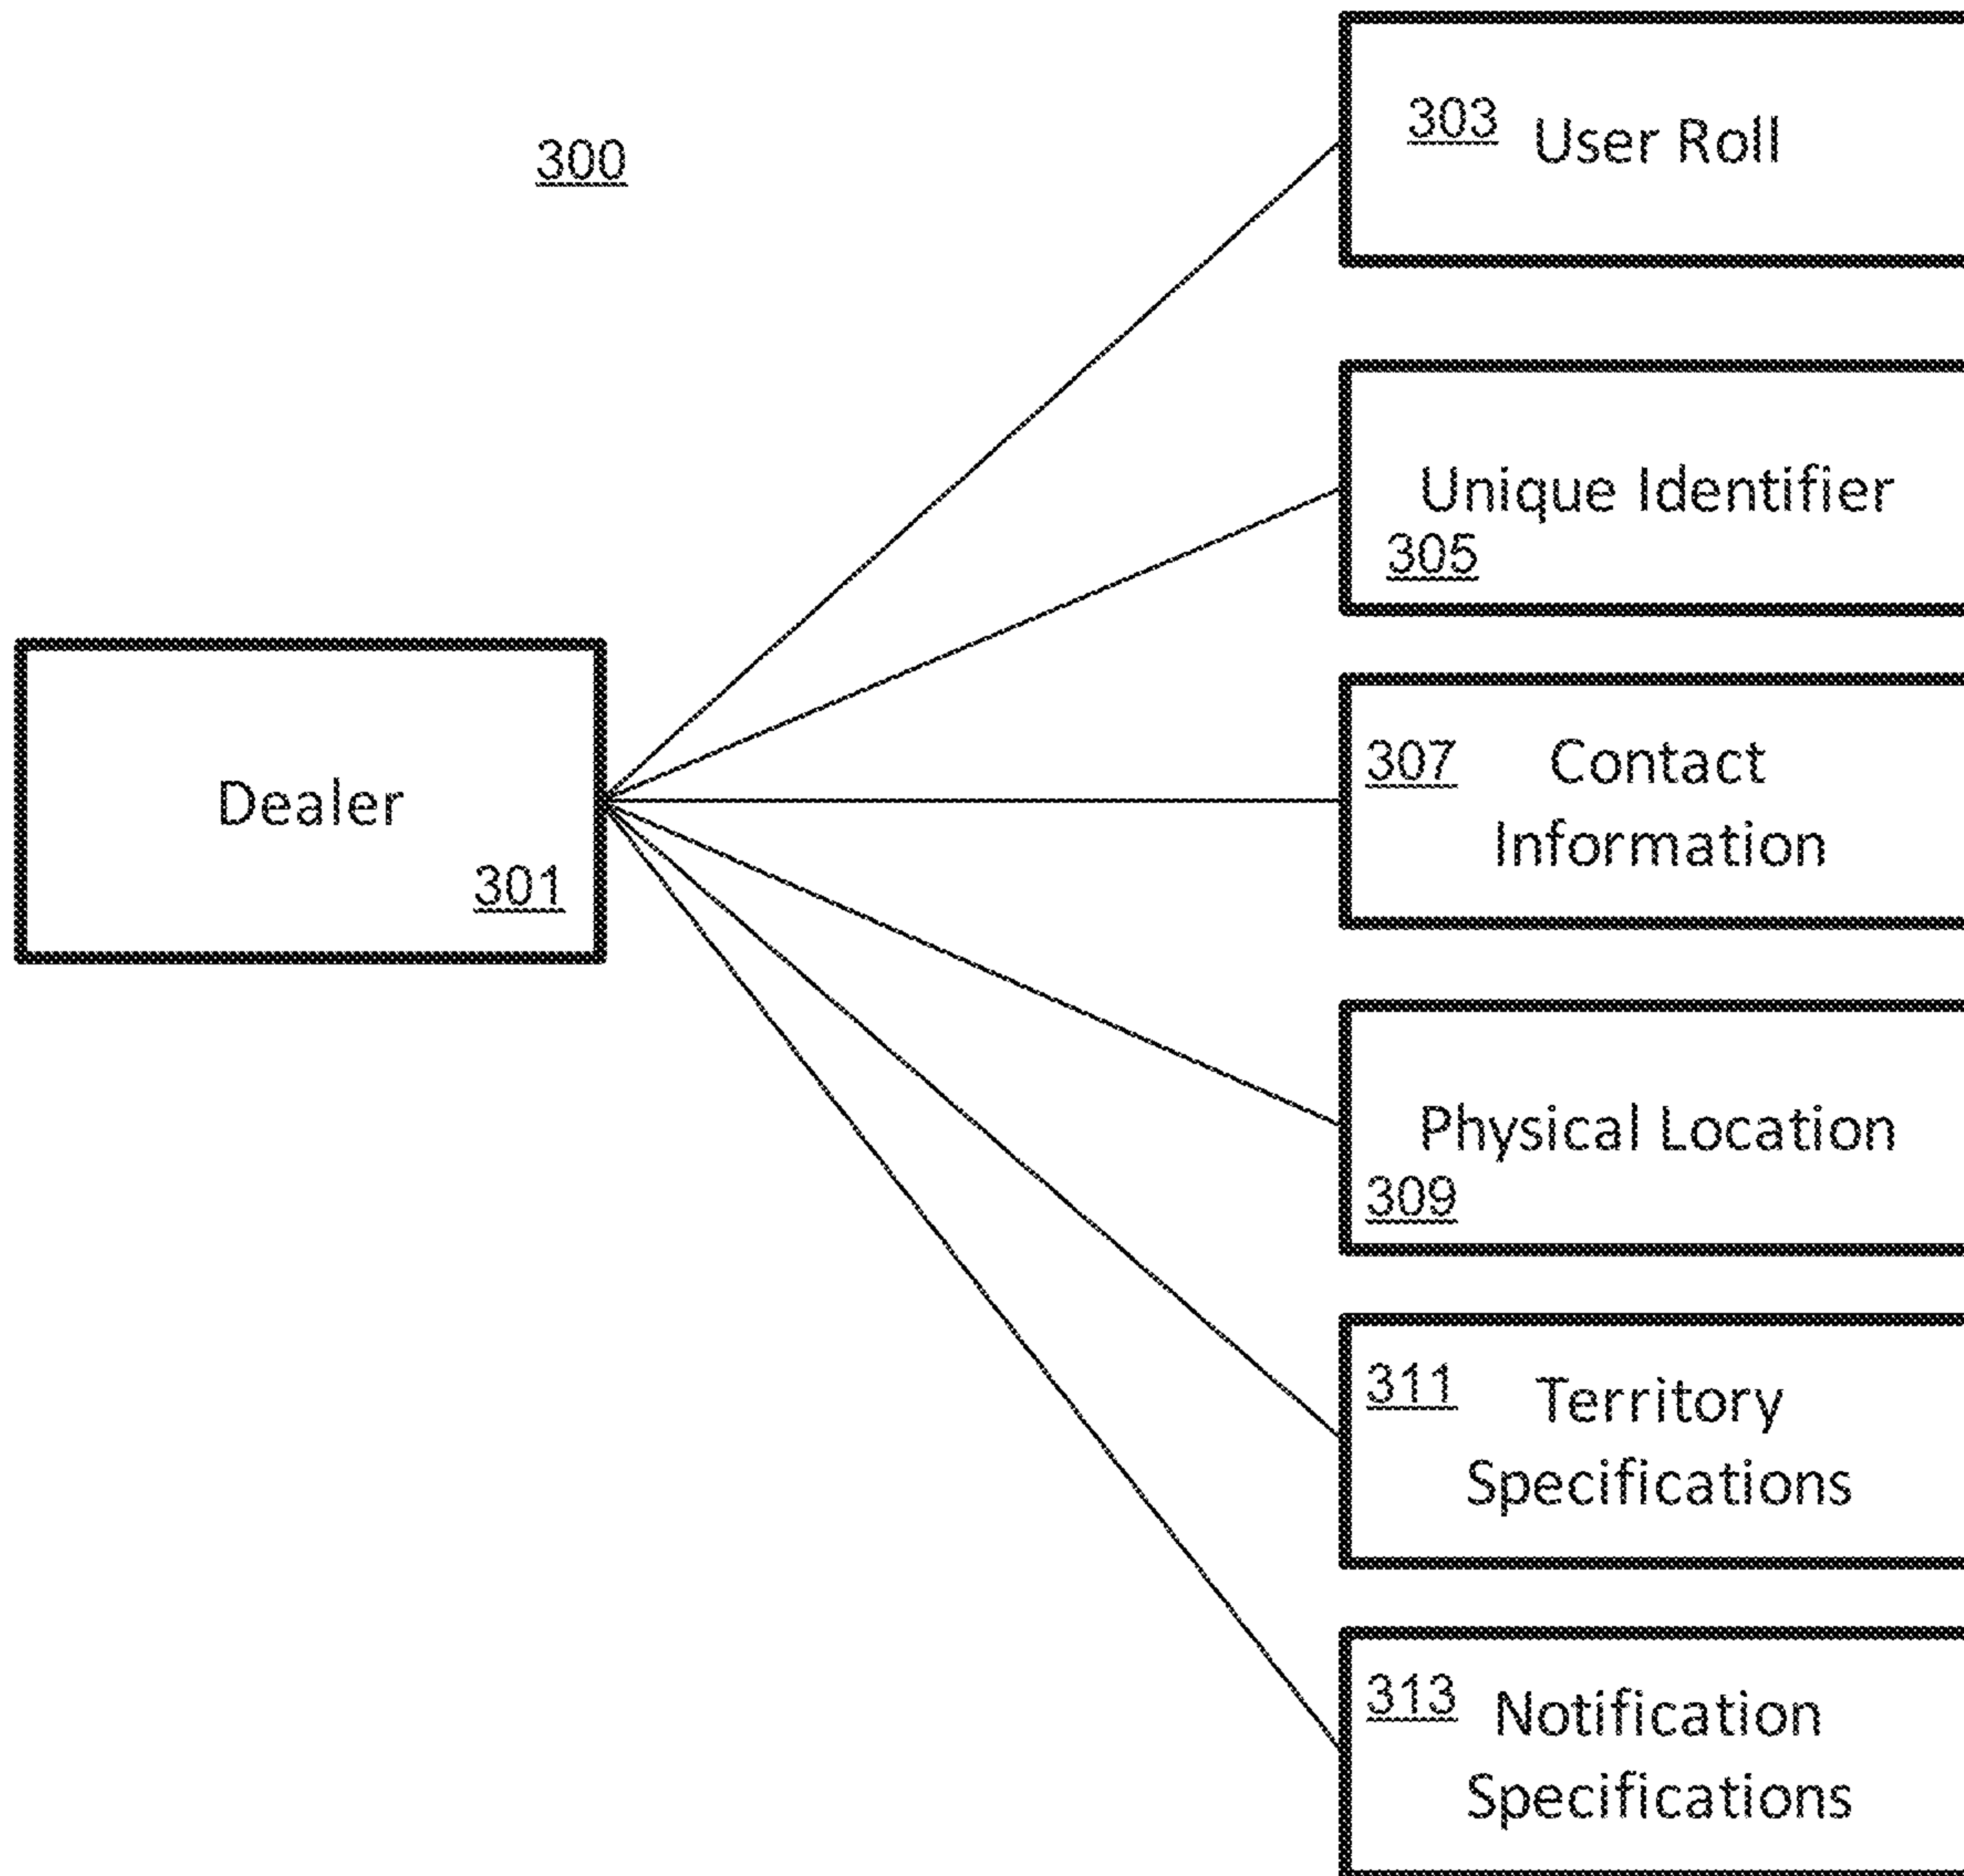 300
303 User Roll
Unique Identifier
305
Dealer
301
307 Contact
Information
Physical Location
309
311 Territory
Specifications
313 Notification
Specifications